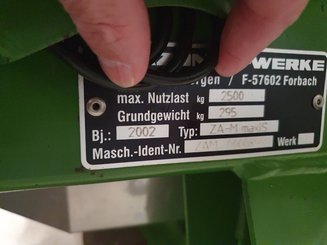 WERKE
rgen / F-57602 Forbach
max. Nutzlast kg 2500
Grundgewicht kg 295
Bj.: 2002 Typ: ZA-M maxiS
Masch.-Ident-Nr. ZAM Werk